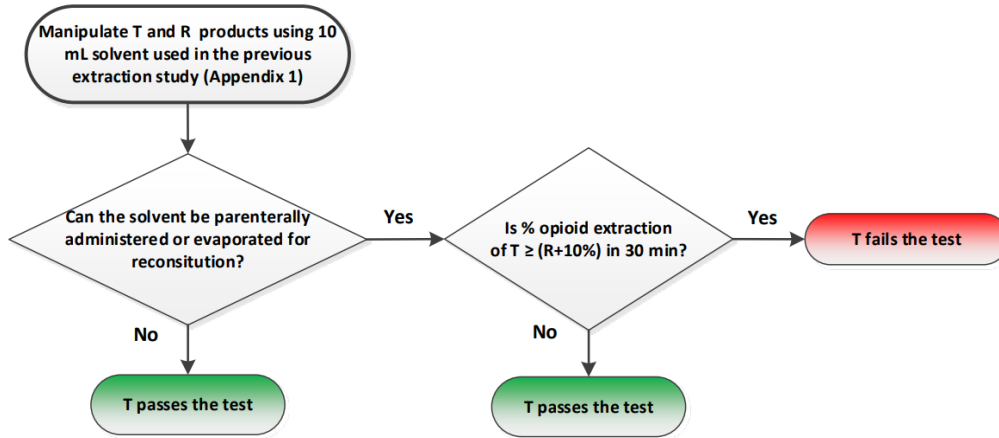 Manipulate T and R products using 10
mL solvent used in the previous
extraction study (Appendix 1)
Can the solvent be parenterally
administered or evaporated for
reconsitution?
Yes
Is % opioid extraction
of T ≥ (R+10%) in 30 min?
Yes
T fails the test
No
No
T passes the test
T passes the test